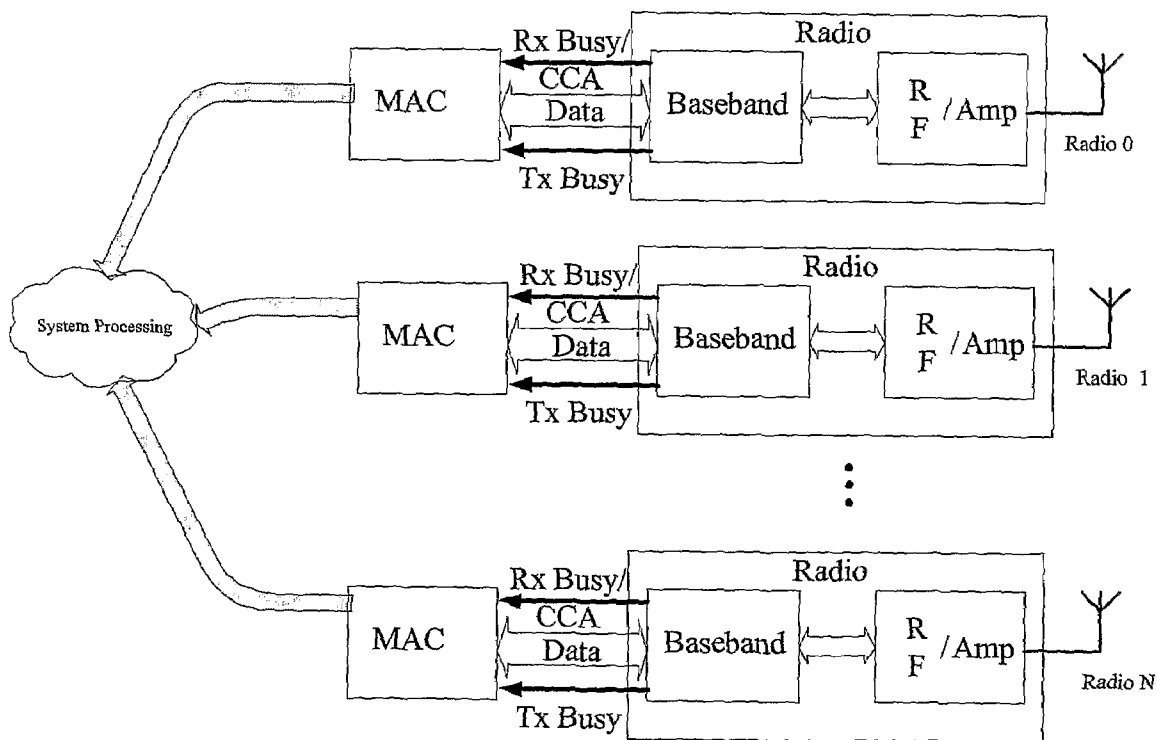 Radio
Rx Busy/
CCA
Data
Tx Busy
MAC
Baseband
R
F
/Amp
Radio 0
System Processing
Radio
Rx Busy/
CCA
Data
Tx Busy
MAC
Baseband
R
F
/Amp
Radio 1
Radio
Rx Busy/
CCA
Data
Tx Busy
MAC
Baseband
R
F
/Amp
Radio N